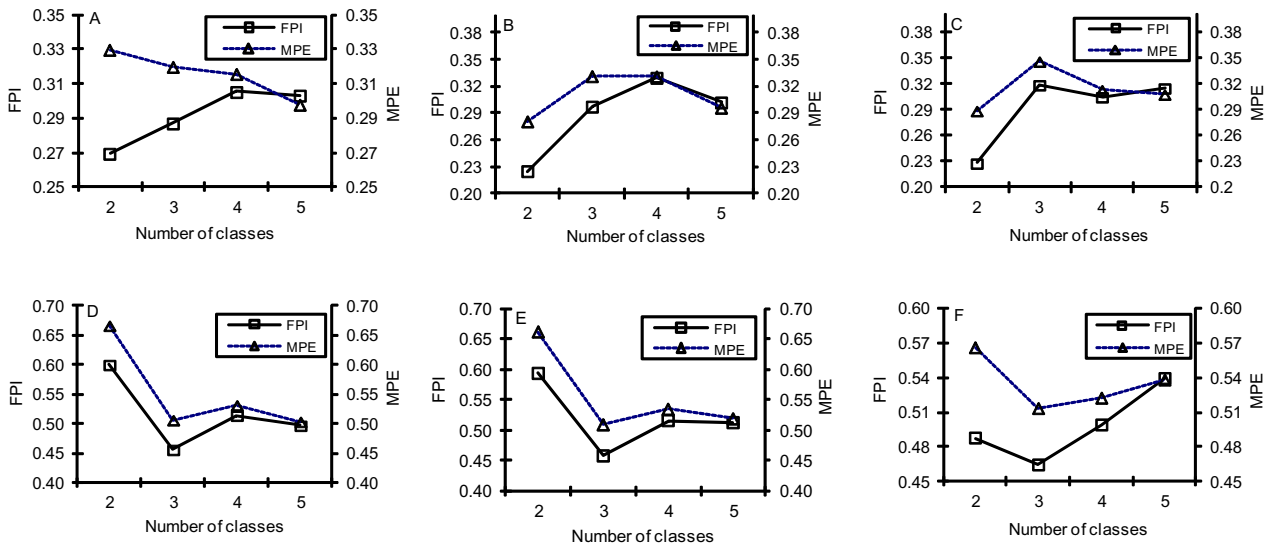 A
FPI
MPE
0.35
0.33
0.31
0.29
0.27
0.25
FPI
0.35
0.33
0.31
0.29
0.27
0.25
MPE
2 3 4 5
Number of classes
B
FPI
MPE
0.38
0.35
0.32
0.29
0.26
0.23
0.20
FPI
0.38
0.35
0.32
0.29
0.26
0.23
0.20
MPE
2 3 4 5
Number of classes
C
FPI
MPE
0.38
0.35
0.32
0.29
0.26
0.23
0.20
FPI
0.38
0.35
0.32
0.29
0.26
0.23
0.2
MPE
2 3 4 5
Number of classes
D
FPI
MPE
0.70
0.65
0.60
0.55
0.50
0.45
0.40
FPI
0.70
0.65
0.60
0.55
0.50
0.45
0.40
MPE
2 3 4 5
Number of classes
E
FPI
MPE
0.70
0.65
0.60
0.55
0.50
0.45
0.40
FPI
0.70
0.65
0.60
0.55
0.50
0.45
0.40
MPE
2 3 4 5
Number of classes
F
FPI
MPE
0.60
0.57
0.54
0.51
0.48
0.45
FPI
0.60
0.57
0.54
0.51
0.48
0.45
MPE
2 3 4 5
Number of classes